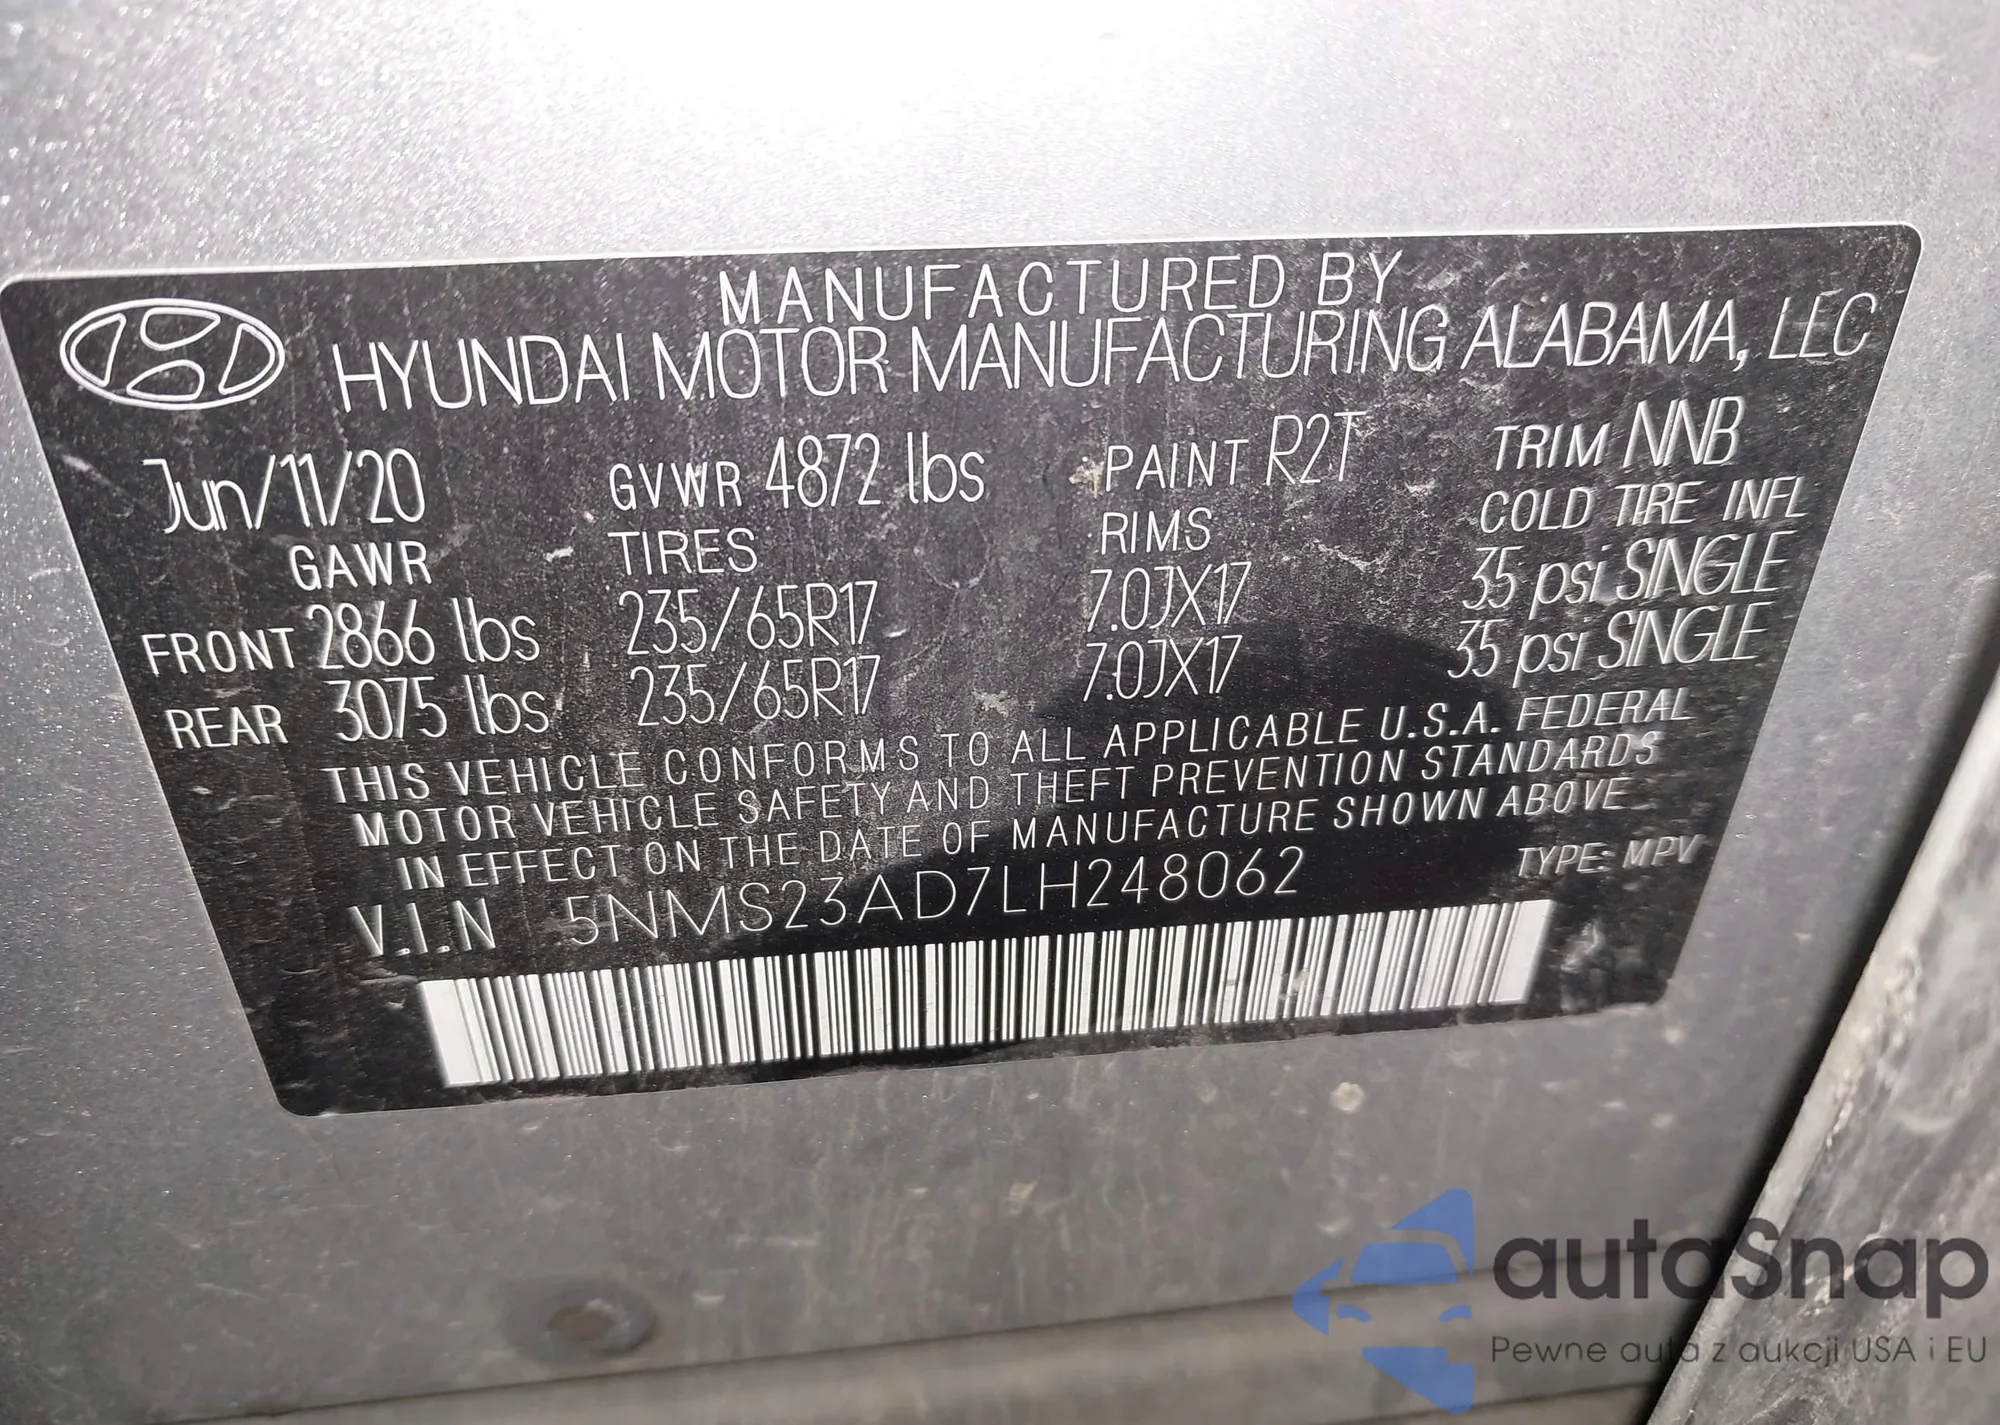 MANUFACTURED BY
HYUNDAI MOTOR MANUFACTURING ALABAMA, LLC
Jun/11/20 GVWR 4872 lbs PAINT R2T TRIM NNB
GAWR TIRES RIMS COLD TIRE INFL
FRONT 2866 lbs 235/65R17 7.0JX17 35 psi SINGLE
REAR 3075 lbs 235/65R17 7.0JX17 35 psi SINGLE
THIS VEHICLE CONFORMS TO ALL APPLICABLE U.S.A. FEDERAL
MOTOR VEHICLE SAFETY AND THEFT PREVENTION STANDARDS
IN EFFECT ON THE DATE OF MANUFACTURE SHOWN ABOVE
V.I.N 5NMS23AD7LH248062 TYPE: MPV
autoSnap
Pewne auta z aukcji USA i EU